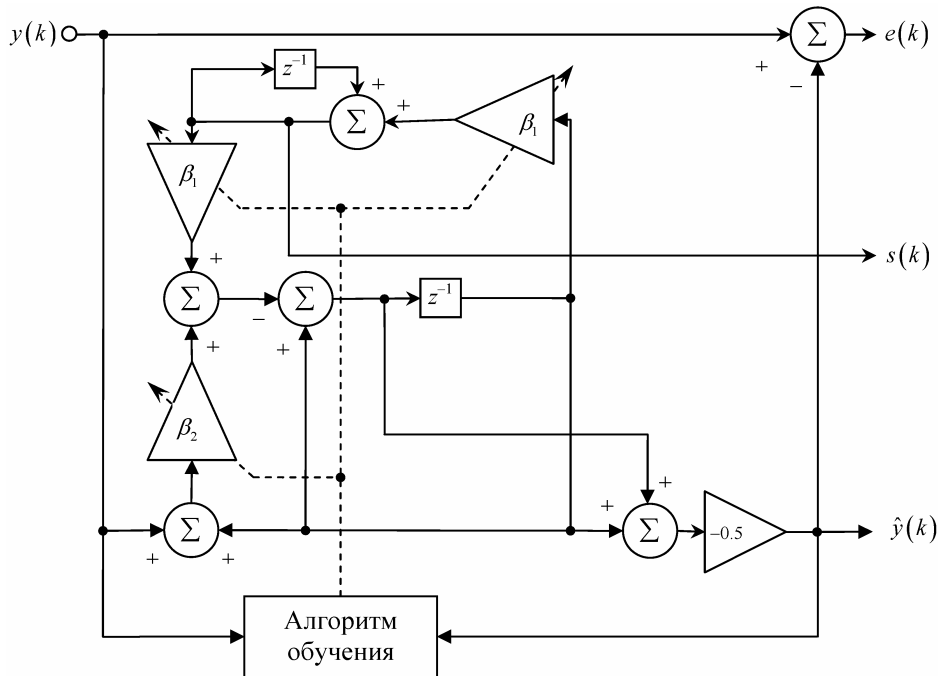 y(k) Σ e(k)
+ −
z⁻¹
+ +
Σ β₁
β₁
+ s(k)
Σ Σ z⁻¹
− + +
β₂
+
Σ + Σ −0.5 ŷ(k)
+ +
Алгоритм
обучения